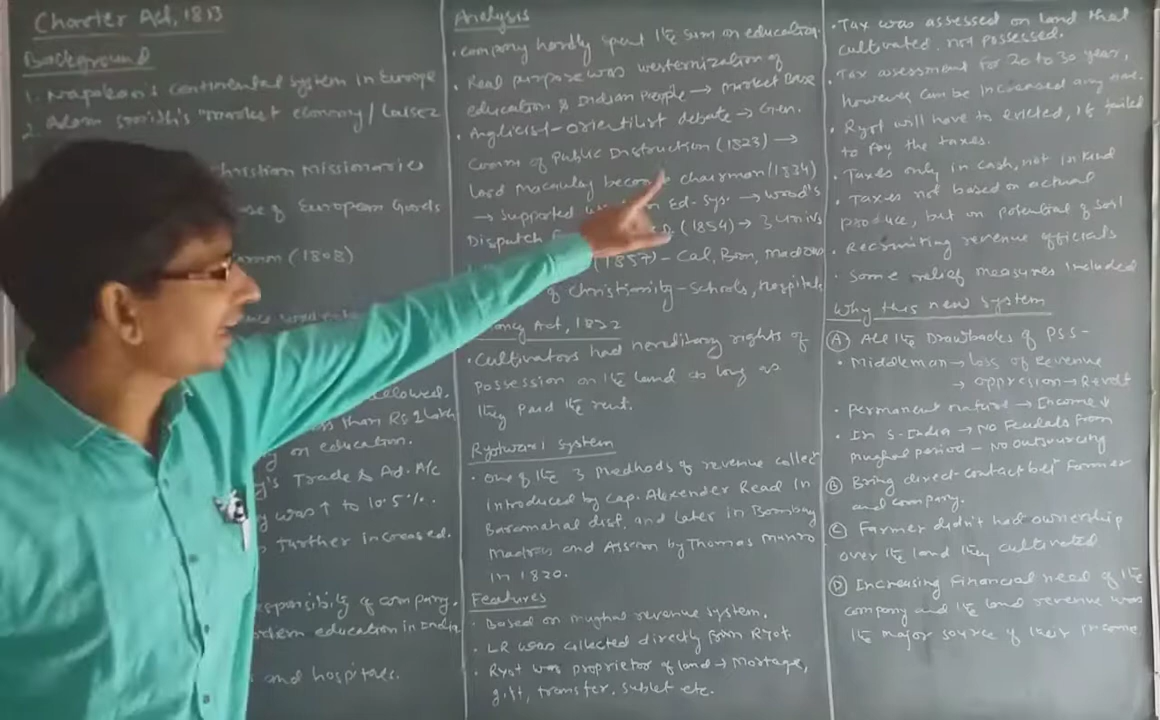 Charter Act, 1813
Background
1. Napolean's continental system in Europe
2. Adam Smith's "market economy/Laisez
christian missionaries
use of European Goods
(1808)
allowed.
less than Rs 1 lakh
on education.
Trade & Ad. A/c
was ↑ to 10.5%.
further increased.
responsibility of company.
modern education in India
and hospitals.
Analysis
• company hardly spent the sum on education.
• Real purpose was westernization of
education & Indian people → market base
• Anglicist-orientilist debate → Gen.
Comm of Public Instruction (1823) →
Lord Macaulay become chairman (1834)
→ supported Ed. Sys. → wood's
Dispatch (1854) → 3 univs
(1857) - Cal, Bom, Madras
of christianity - schools, hospitals
Act, 1822
• Cultivators had hereditary rights of
possession on the land as long as
they paid the rent.
Ryotwari system
• one of the 3 methods of revenue collect
introduced by Cap. Alexender Read in
Baramahal dist. and later in Bombay
Madras and Assam by Thomas Munro
in 1820.
Features
• Based on mughal revenue system.
• LR was collected directly from Ryot.
• Ryot was proprietor of land → Mortage,
gift, transfer, sublet etc.
• Tax was assessed on land that
cultivated, not possessed.
• Tax assessment for 20 to 30 year,
however can be increased any
• Ryot will have to evicted, if failed
to pay the taxes.
• Taxes only in cash, not in kind
• Taxes not based on actual
produce, but on potential of soil
• Recruiting revenue officials
• Some relief measures included
Why this new system
(A) All the Drawbacks of PSS -
• Middleman → loss of Revenue
→ oppresion → Revolt
• Permanent nature → Income ↓
• In S-India → No Feudals from
mughal period - No outsourcing
(B) Bring direct-contact bet Farmer
and company.
(C) Farmer didn't had ownership
over the land they cultivated
(D) Increasing financial need of the
company and the land revenue was
the major source of their income